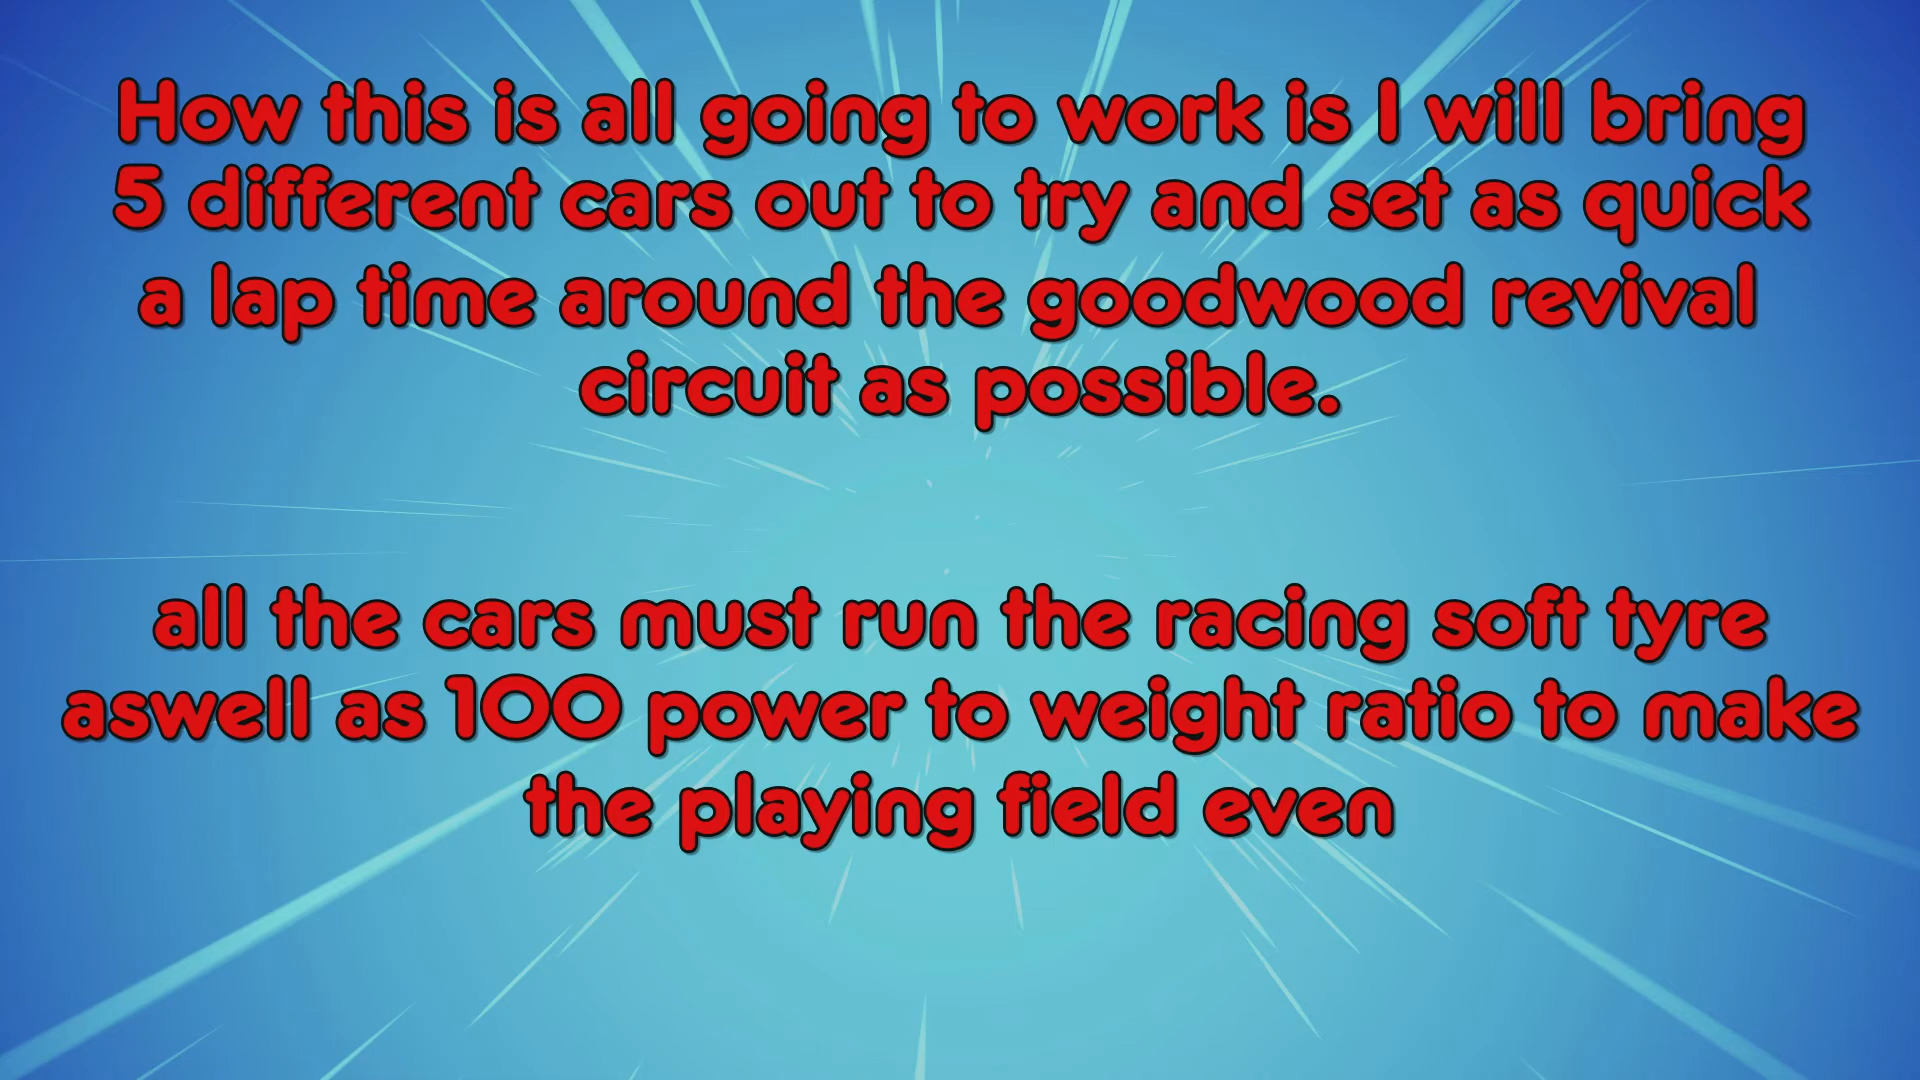 How this is all going to work is I will bring
5 different cars out to try and set as quick
a lap time around the goodwood revival
circuit as possible.
all the cars must run the racing soft tyre
aswell as 100 power to weight ratio to make
the playing field even